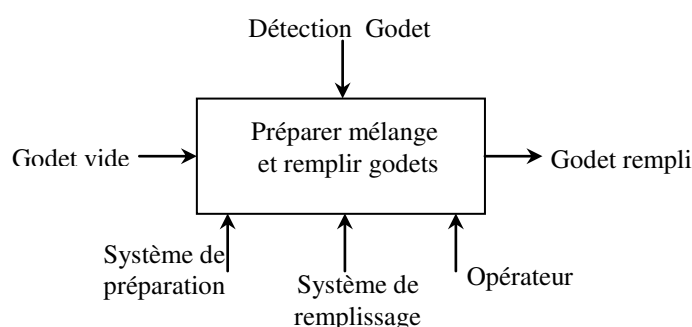 Détection Godet
Préparer mélange
et remplir godets
Godet vide
Godet rempli
Système de
préparation
Système de
remplissage
Opérateur